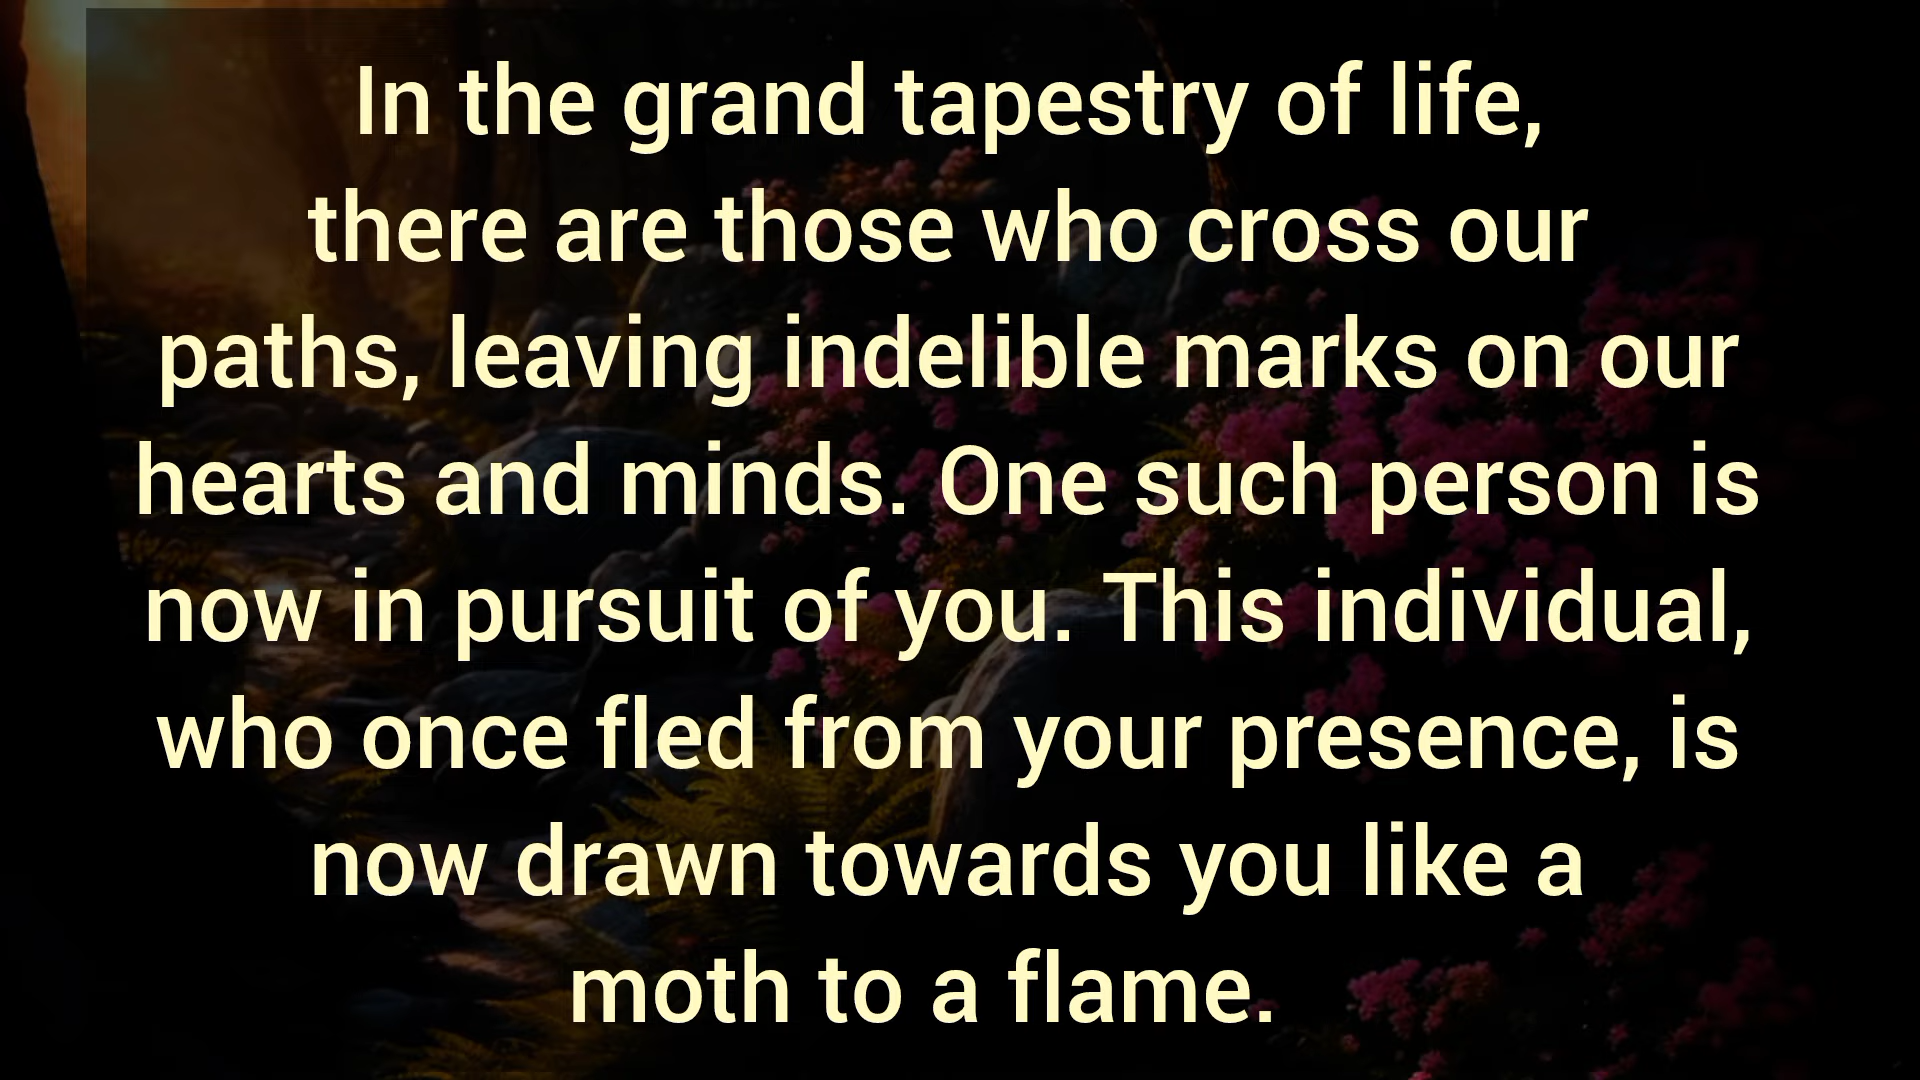 In the grand tapestry of life,
there are those who cross our
paths, leaving indelible marks on our
hearts and minds. One such person is
now in pursuit of you. This individual,
who once fled from your presence, is
now drawn towards you like a
moth to a flame.